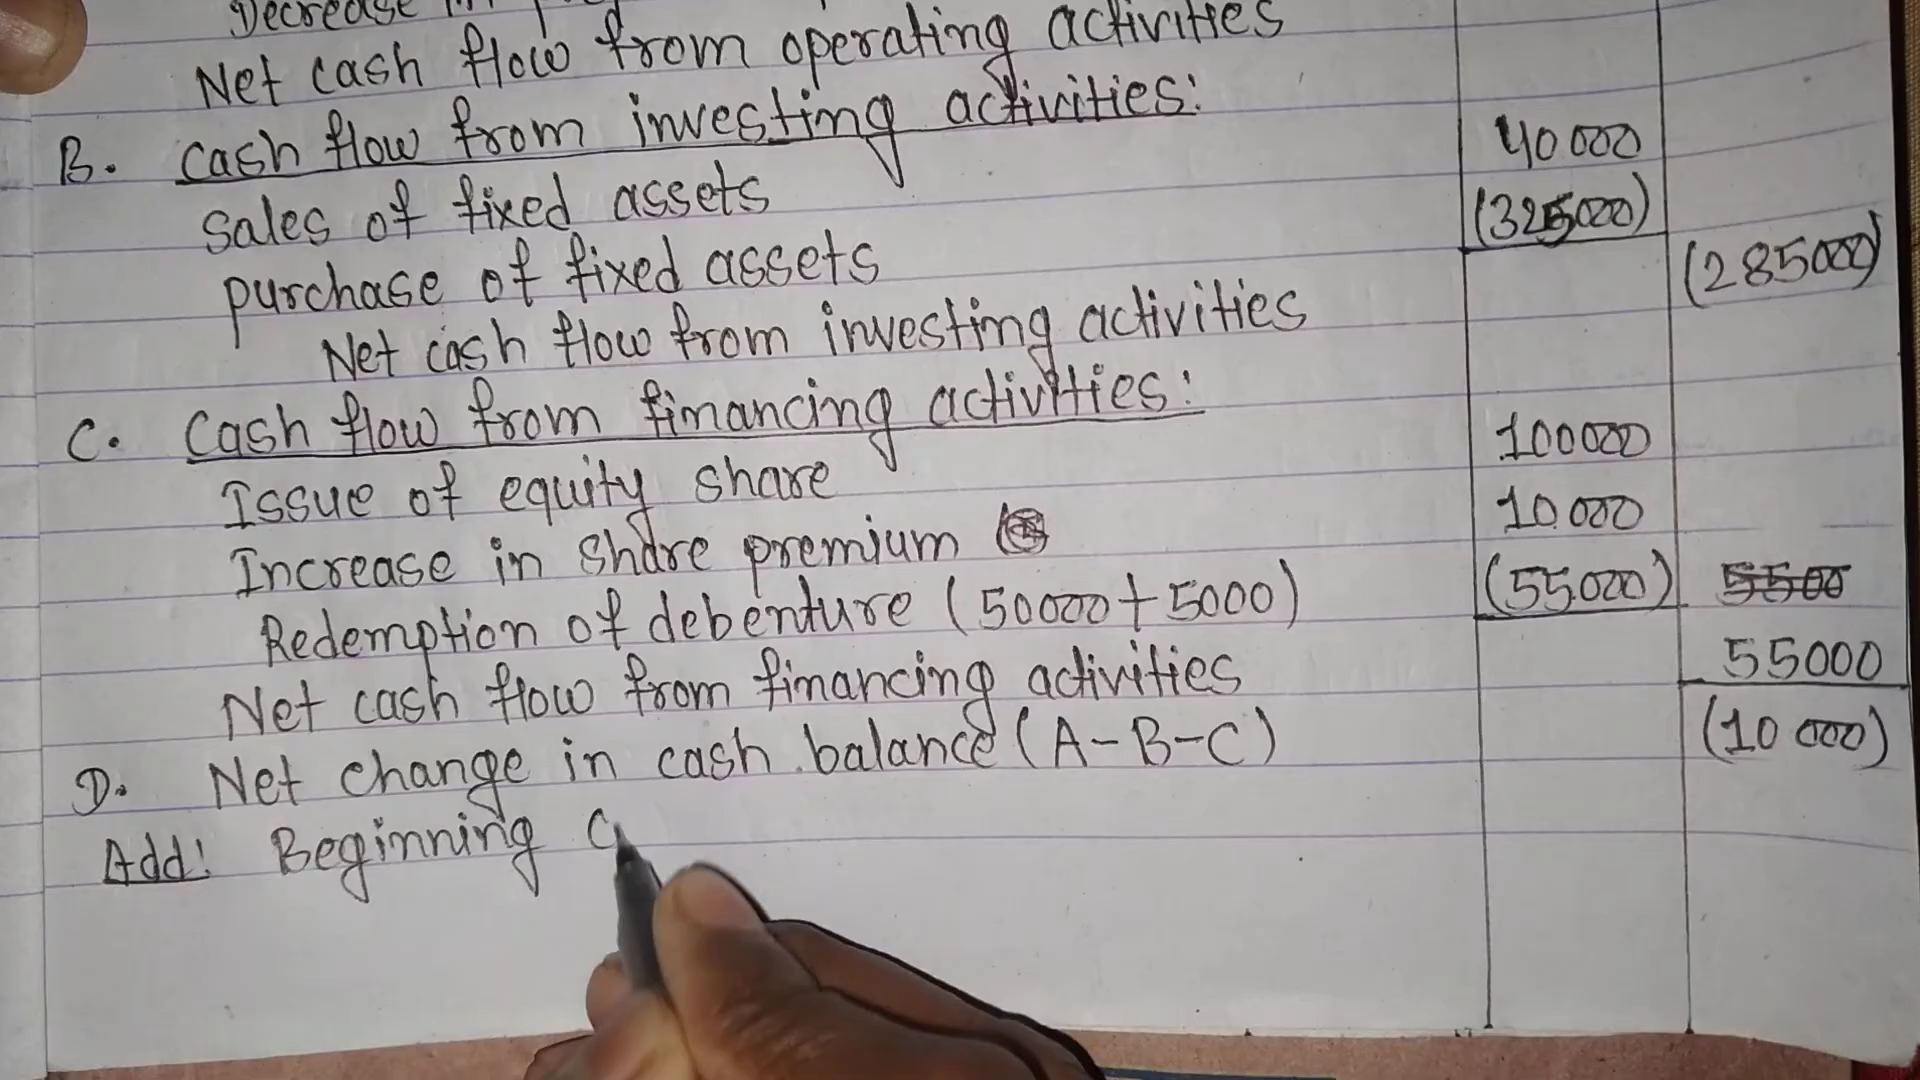 Decrease in
Net cash flow from operating activities
B. Cash flow from investing activities:
Sales of fixed assets 40000
purchase of fixed assets (325000)
Net cash flow from investing activities (285000)
C. Cash flow from financing activities:
Issue of equity share 100000
Increase in share premium 10000
Redemption of debenture (50000+5000) (55000) 5500
Net cash flow from financing activities 55000
D. Net change in cash balance (A-B-C) (10000)
Add: Beginning c